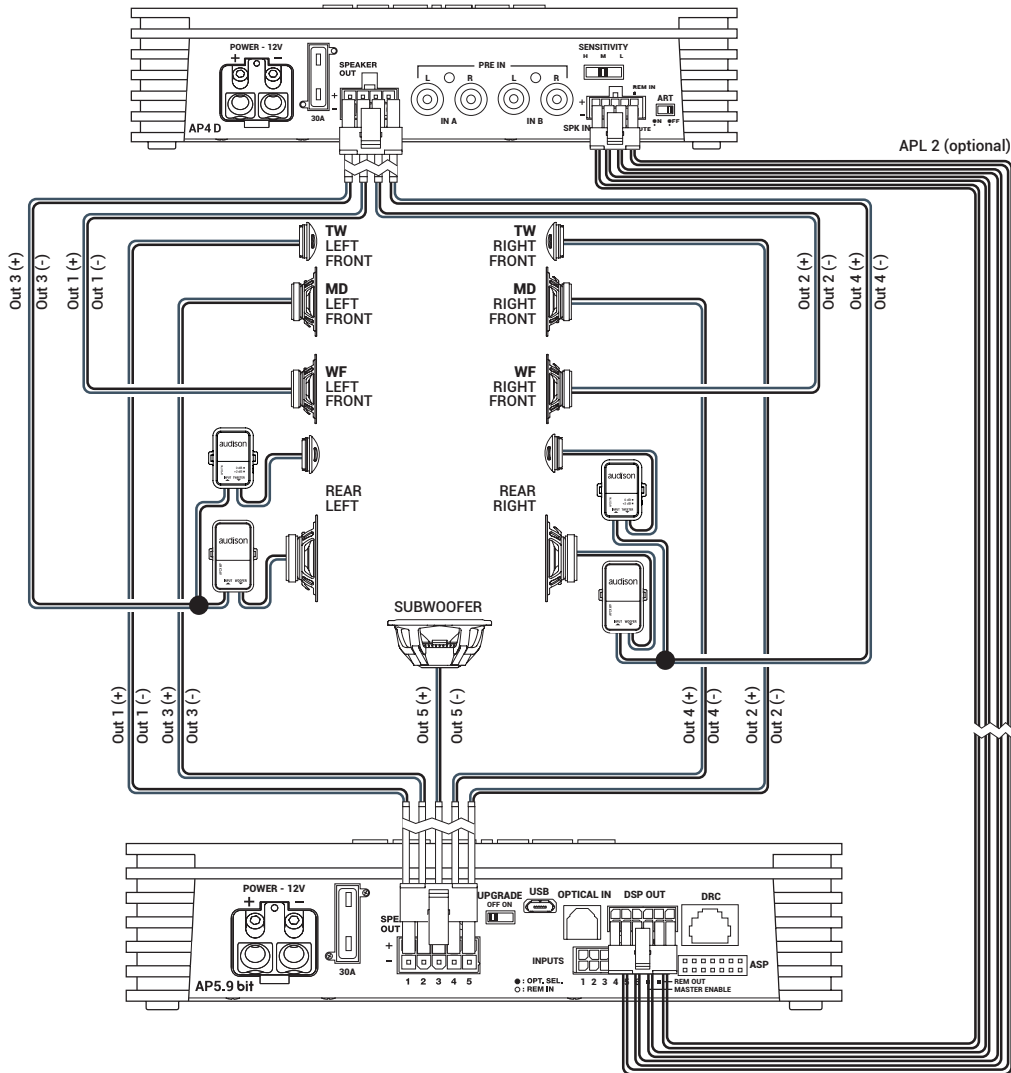 SENSITIVITY
H M L
POWER - 12V
+ -
SPEAKER
OUT
PRE IN
L R L R
REM IN
ART
+
-
+
-
30A
IN A
IN B
SPK IN
UTE
ON OFF
AP4 D
APL 2 (optional)
Out 3 (+)
Out 3 (-)
Out 1 (+)
Out 1 (-)
TW
LEFT
FRONT
TW
RIGHT
FRONT
Out 2 (+)
Out 2 (-)
Out 4 (+)
Out 4 (-)
MD
LEFT
FRONT
MD
RIGHT
FRONT
WF
LEFT
FRONT
WF
RIGHT
FRONT
audison
audison
REAR
LEFT
REAR
RIGHT
audison
audison
SUBWOOFER
Out 1 (+)
Out 1 (-)
Out 3 (+)
Out 3 (-)
Out 5 (+)
Out 5 (-)
Out 4 (+)
Out 4 (-)
Out 2 (+)
Out 2 (-)
POWER - 12V
+ -
UPGRADE
OFF ON
USB
OPTICAL IN
DSP OUT
DRC
SPE
OUT
+
-
30A
INPUTS
ASP
1 2 3 4 5
● : OPT. SEL.
○ : REM IN
1 2 3 4 5 6
REM OUT
MASTER ENABLE
AP5.9 bit